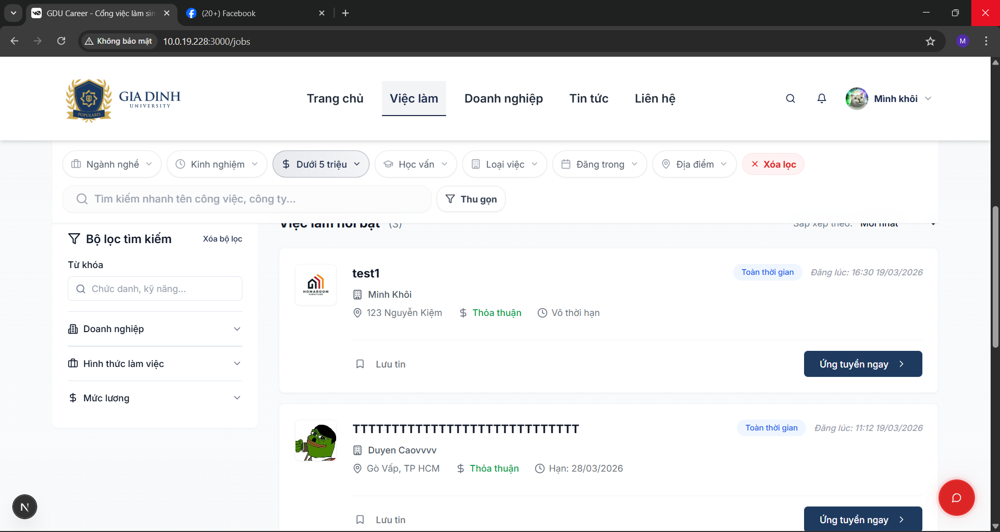 GDU Career - Cổng việc làm sin
(20+) Facebook
Không bảo mật
10.0.19.228:3000/jobs
M
GIA DINH
UNIVERSITY
POPULARIS
Trang chủ
Việc làm
Doanh nghiệp
Tin tức
Liên hệ
Minh khôi
Ngành nghề
Kinh nghiệm
Dưới 5 triệu
Học vấn
Loại việc
Đăng trong
Địa điểm
Xóa lọc
Tìm kiếm nhanh tên công việc, công ty...
Thu gọn
Việc làm nổi bật (3)
Sắp xếp theo: Mới nhất
Bộ lọc tìm kiếm
Xóa bộ lọc
Từ khóa
Chức danh, kỹ năng...
Doanh nghiệp
Hình thức làm việc
Mức lương
HOMAROOM
FURNITURE
test1
Toàn thời gian
Đăng lúc: 16:30 19/03/2026
Minh Khôi
123 Nguyễn Kiệm
Thỏa thuận
Vô thời hạn
Lưu tin
Ứng tuyển ngay
TTTTTTTTTTTTTTTTTTTTTTTTTTTTT
Toàn thời gian
Đăng lúc: 11:12 19/03/2026
Duyen Caovvvv
Gò Vấp, TP HCM
Thỏa thuận
Hạn: 28/03/2026
Lưu tin
Ứng tuyển ngay
N